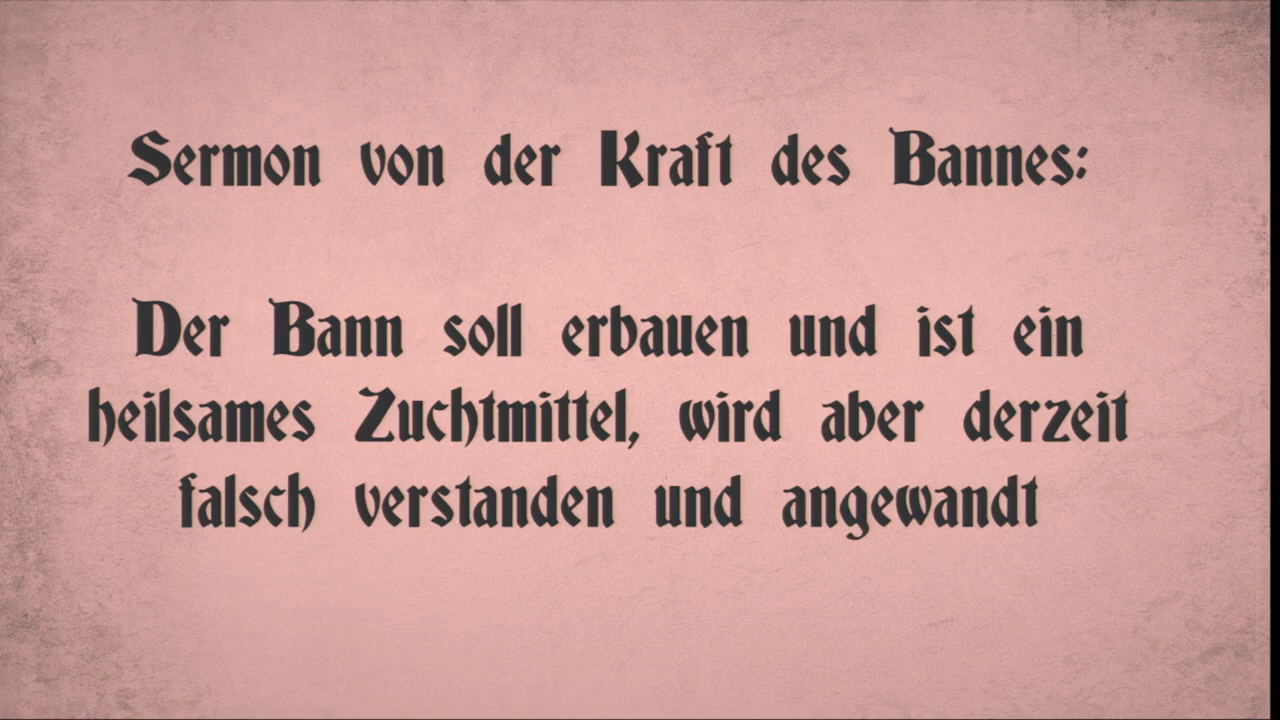 Sermon von der Kraft des Bannes:
Der Bann soll erbauen und ist ein
heilsames Zuchtmittel, wird aber derzeit
falsch verstanden und angewandt